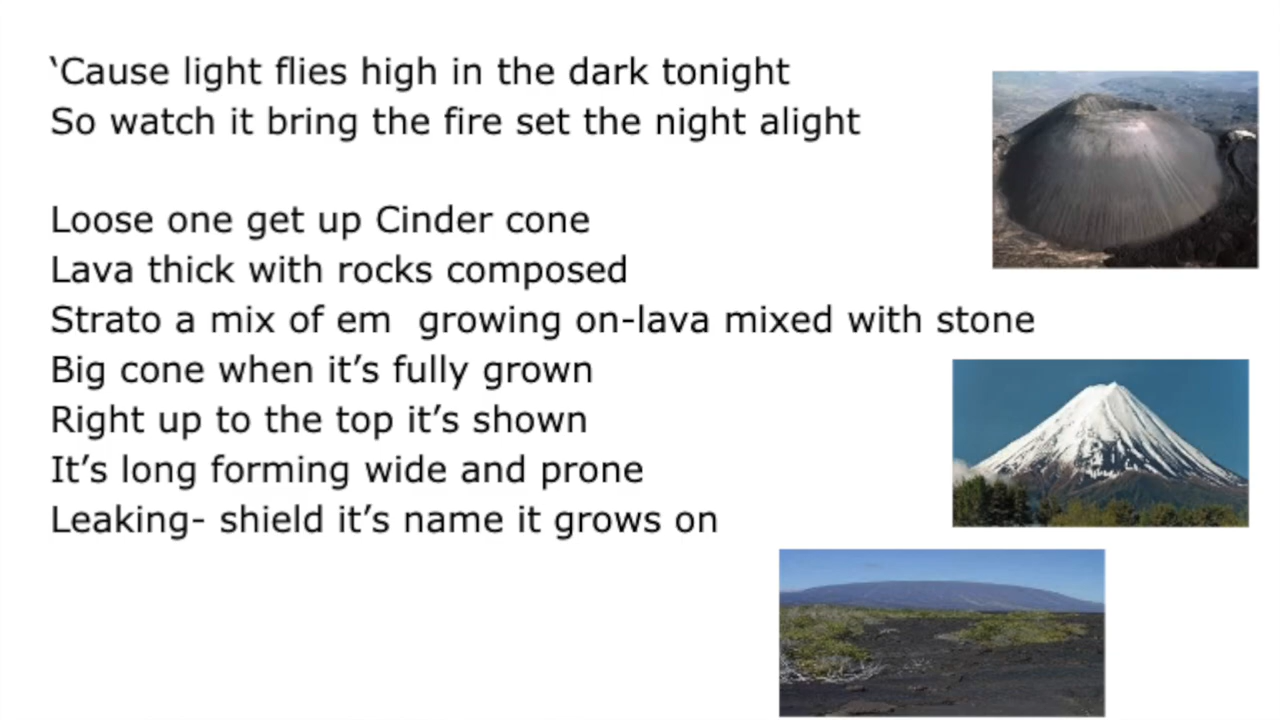 ‘Cause light flies high in the dark tonight
So watch it bring the fire set the night alight
Loose one get up Cinder cone
Lava thick with rocks composed
Strato a mix of em  growing on-lava mixed with stone
Big cone when it’s fully grown
Right up to the top it’s shown
It’s long forming wide and prone
Leaking- shield it’s name it grows on